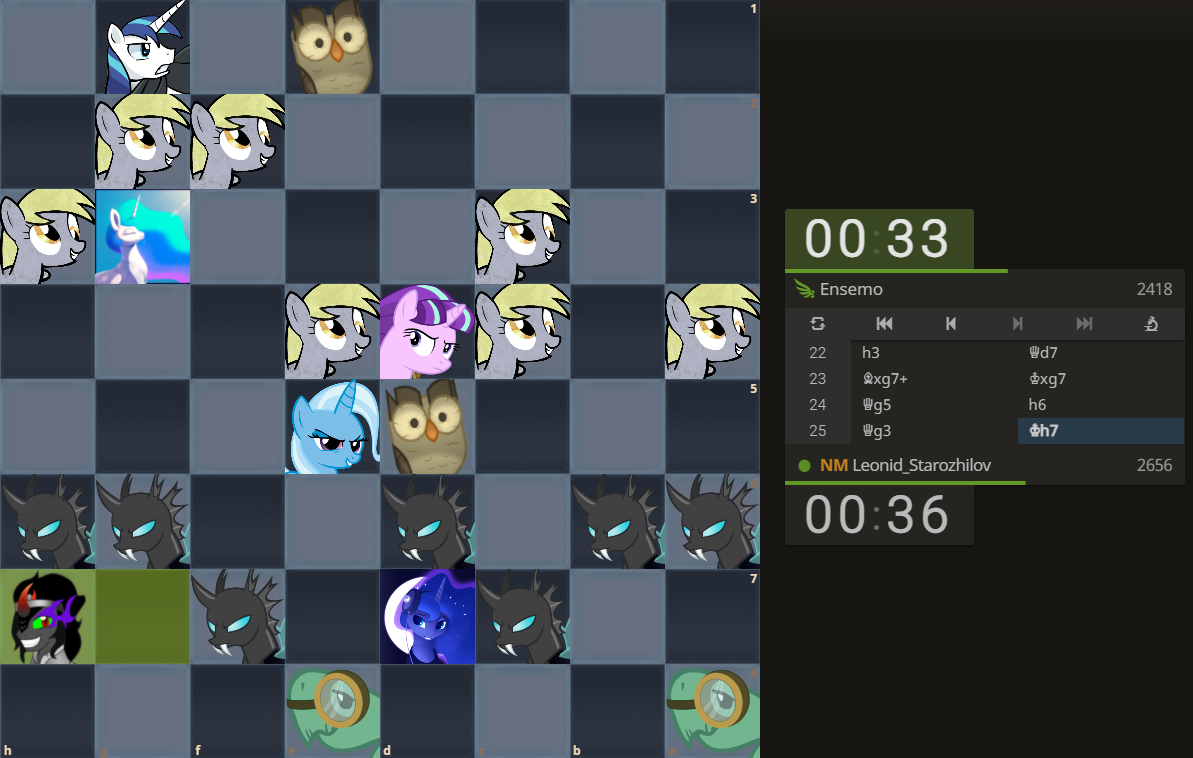 1
2
3
5
7
h
g
f
e
d
c
b
a
00:33
Ensemo 2418
22 h3 ♛d7
23 ♝xg7+ ♚xg7
24 ♛g5 h6
25 ♛g3 ♚h7
NM Leonid_Starozhilov 2656
00:36